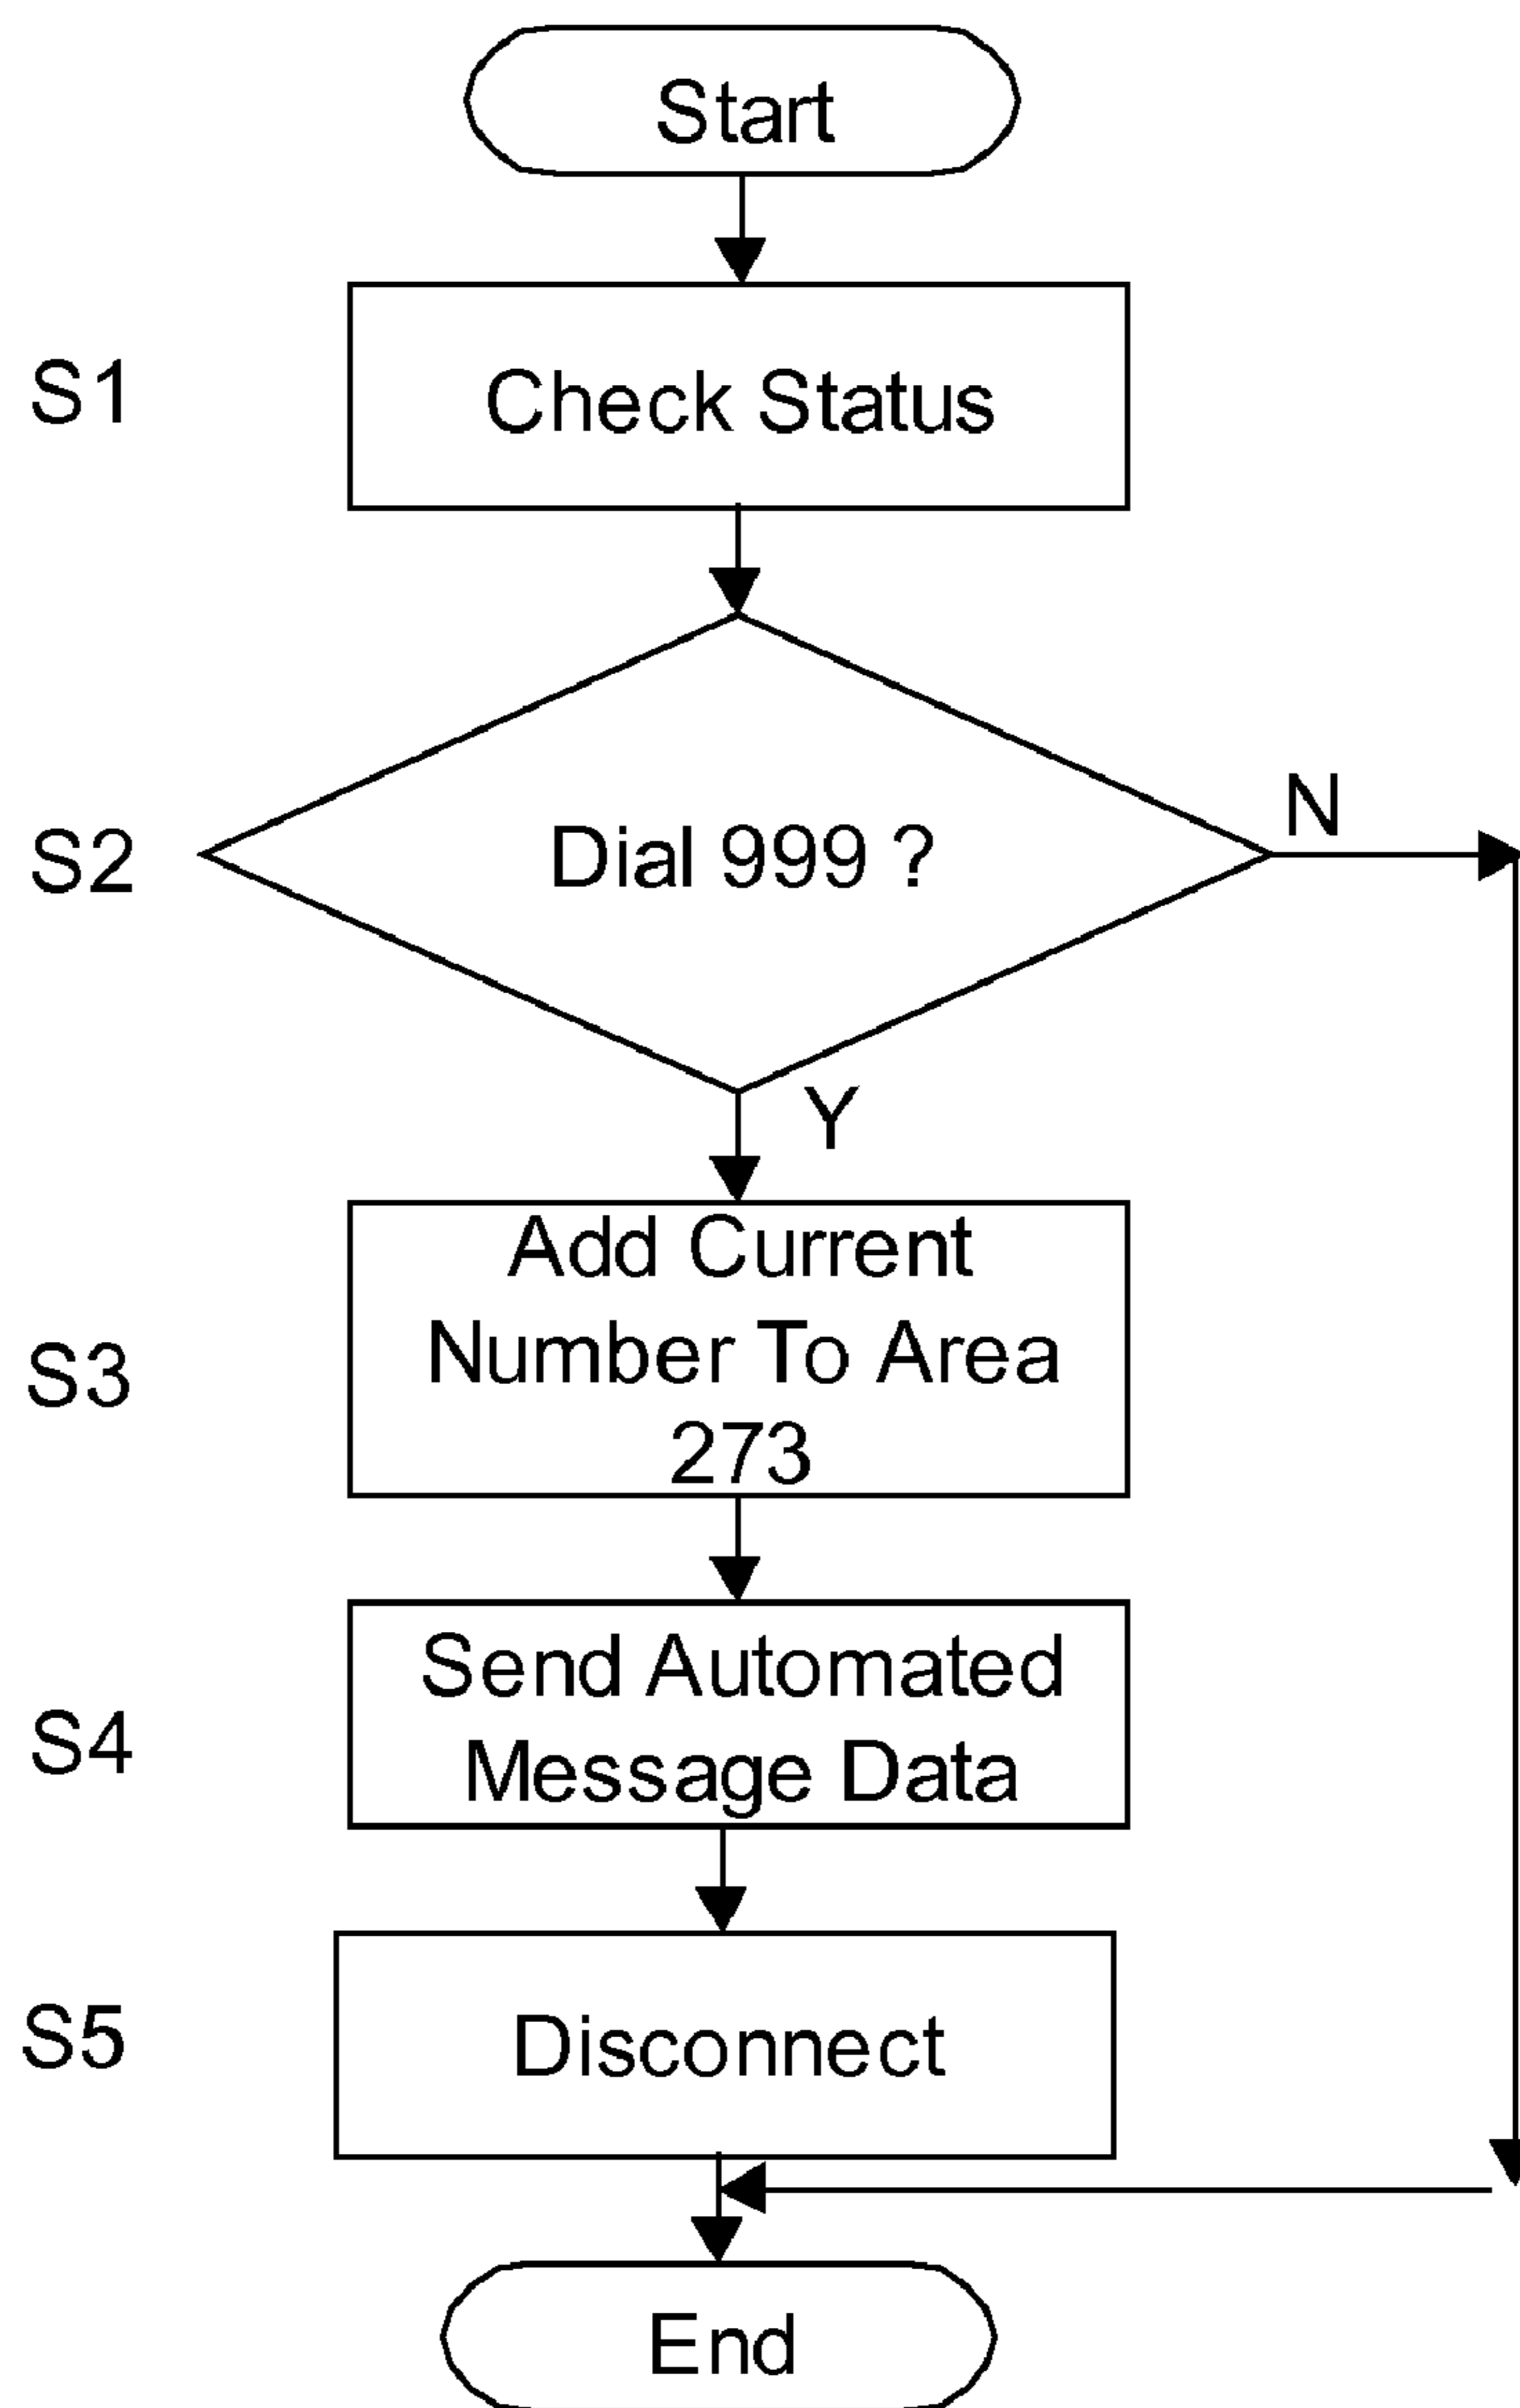 Start
S1
Check Status
S2
Dial 999 ?
N
Y
S3
Add Current
Number To Area
273
S4
Send Automated
Message Data
S5
Disconnect
End